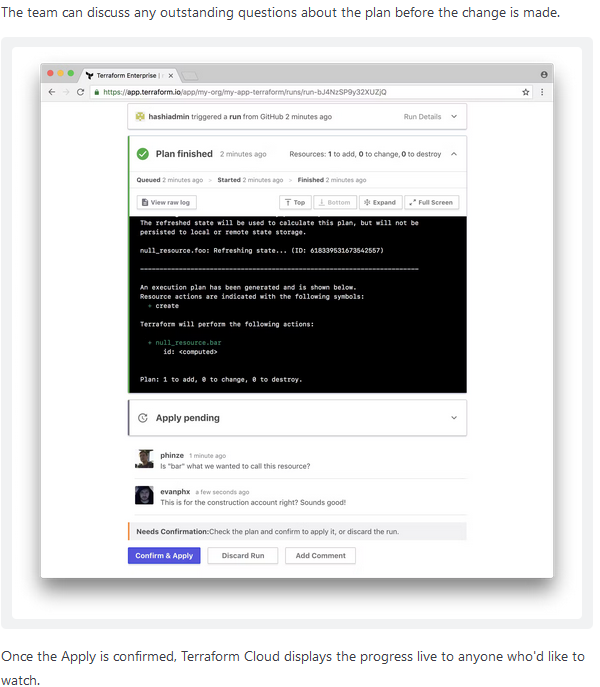 The team can discuss any outstanding questions about the plan before the change is made.
Terraform Enterprise |
https://app.terraform.io/app/my-org/my-app-terraform/runs/run-bJ4NzSP9y32XUZjQ
hashiadmin triggered a run from GitHub 2 minutes ago Run Details
Plan finished 2 minutes ago Resources: 1 to add, 0 to change, 0 to destroy
Queued 2 minutes ago > Started 2 minutes ago > Finished 2 minutes ago
View raw log Top Bottom Expand Full Screen
The refreshed state will be used to calculate this plan, but will not be
persisted to local or remote state storage.
null_resource.foo: Refreshing state... (ID: 618339531673542557)
------------------------------------------------------------------------
An execution plan has been generated and is shown below.
Resource actions are indicated with the following symbols:
+ create
Terraform will perform the following actions:
+ null_resource.bar
id: <computed>
Plan: 1 to add, 0 to change, 0 to destroy.
Apply pending
phinze 1 minute ago
Is "bar" what we wanted to call this resource?
evanphx a few seconds ago
This is for the construction account right? Sounds good!
Needs Confirmation:Check the plan and confirm to apply it, or discard the run.
Confirm & Apply Discard Run Add Comment
Once the Apply is confirmed, Terraform Cloud displays the progress live to anyone who'd like to
watch.